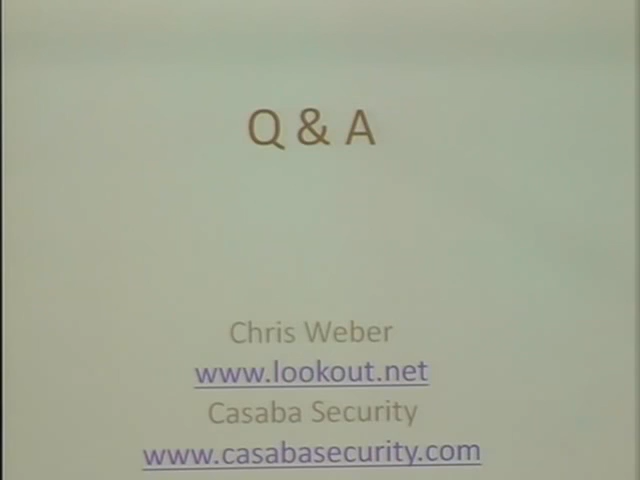 Q & A
Chris Weber
www.lookout.net
Casaba Security
www.casabasecurity.com